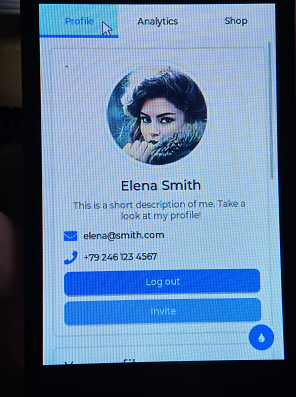 Profile Analytics Shop
Elena Smith
This is a short description of me. Take a
look at my profile!
elena@smith.com
+79 246 123 4567
Log out
Invite